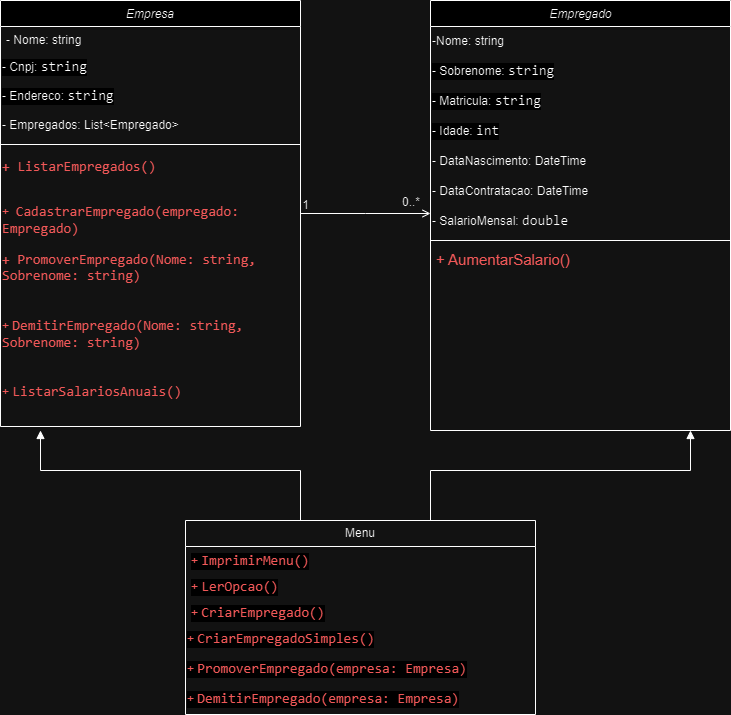 Empresa
- Nome: string
- Cnpj: string
- Endereco: string
- Empregados: List<Empregado>
+ ListarEmpregados()
+ CadastrarEmpregado(empregado:
Empregado)
+ PromoverEmpregado(Nome: string,
Sobrenome: string)
+DemitirEmpregado(Nome: string,
Sobrenome: string)
+ListarSalariosAnuais()
1
0..*
Empregado
-Nome: string
- Sobrenome: string
- Matricula: string
- Idade: int
- DataNascimento: DateTime
- DataContratacao: DateTime
- SalarioMensal: double
+ AumentarSalario()
Menu
+ImprimirMenu()
+LerOpcao()
+CriarEmpregado()
+CriarEmpregadoSimples()
+PromoverEmpregado(empresa: Empresa)
+DemitirEmpregado(empresa: Empresa)